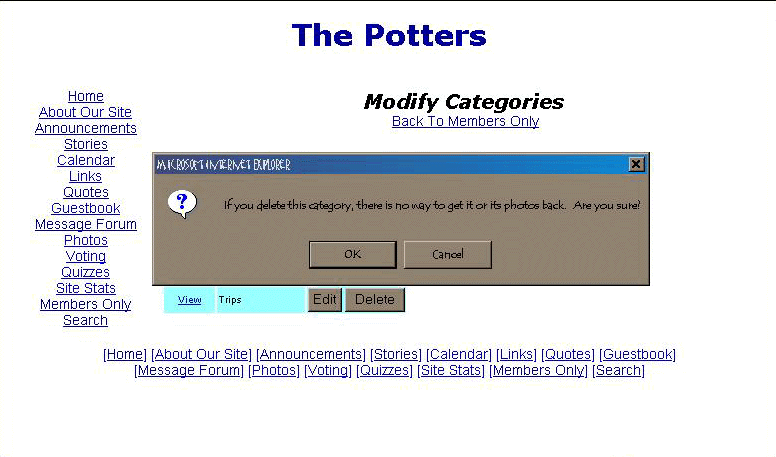 The Potters
Home
About Our Site
Announcements
Stories
Calendar
Links
Quotes
Guestbook
Message Forum
Photos
Voting
Quizzes
Site Stats
Members Only
Search
Modify Categories
Back To Members Only
MICROSOFT INTERNET EXPLORER
?
If you delete this category, there is no way to get it or its photos back. Are you sure?
OK Cancel
View Trips Edit Delete
[Home] [About Our Site] [Announcements] [Stories] [Calendar] [Links] [Quotes] [Guestbook]
[Message Forum] [Photos] [Voting] [Quizzes] [Site Stats] [Members Only] [Search]